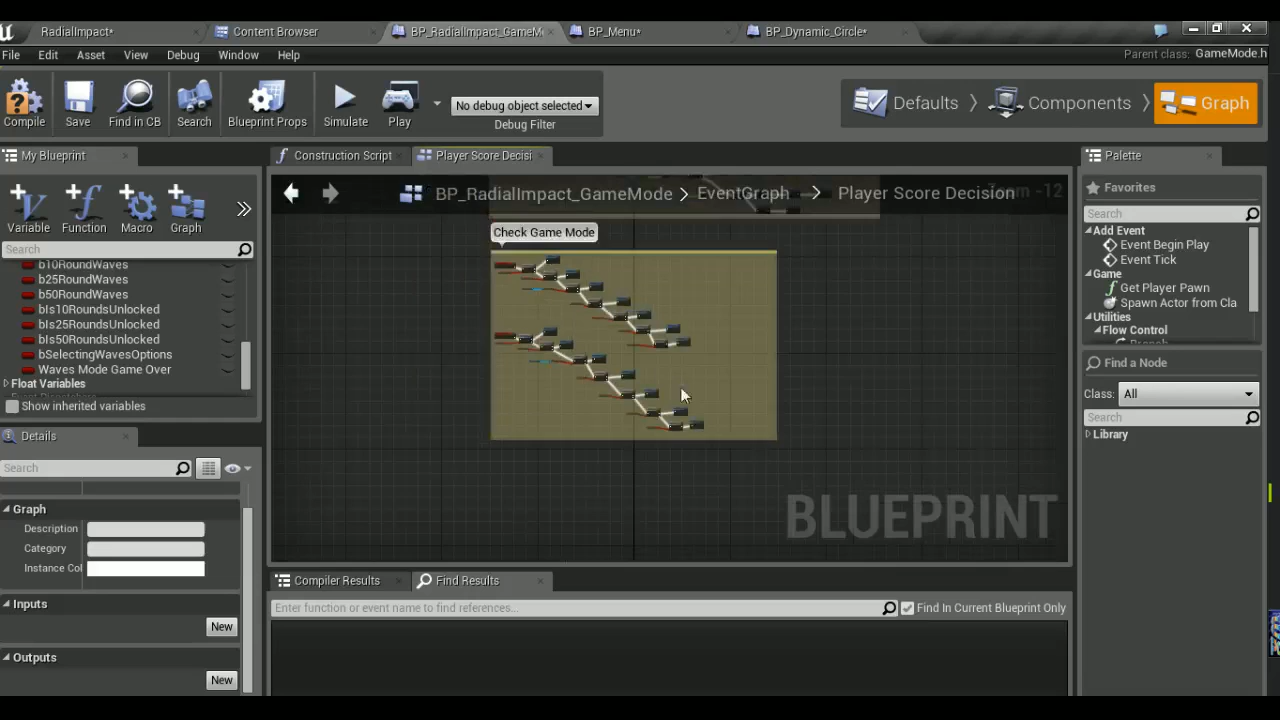 RadialImpact*
Content Browser
BP_RadialImpact_GameM
BP_Menu*
BP_Dynamic_Circle*
File Edit Asset View Window Debug Help
Parent class: GameMode.h
Compile
Save
Find in CB
Search
Blueprint Props
Simulate
Play
No debug object selected
Debug Filter
Defaults
Components
Graph
My Blueprint
Construction Script
Player Score Decisi
Palette
Variable
Function
Macro
Graph
BP_RadialImpact_GameMode > EventGraph > Player Score Decision
Zoom -12
Favorites
Search
Search
Add Event
Event Begin Play
Event Tick
Game
Get Player Pawn
Spawn Actor from Cla
Utilities
Flow Control
Branch
Check Game Mode
b10RoundWaves
b25RoundWaves
b50RoundWaves
bIs10RoundsUnlocked
bIs25RoundsUnlocked
bIs50RoundsUnlocked
bSelectingWavesOptions
Waves Mode Game Over
Float Variables
Show inherited variables
Find a Node
Class: All
Search
Library
Details
Search
Graph
Description
Category
Instance Col
Inputs
New
Outputs
New
BLUEPRINT
Compiler Results
Find Results
Enter function or event name to find references...
Find In Current Blueprint Only